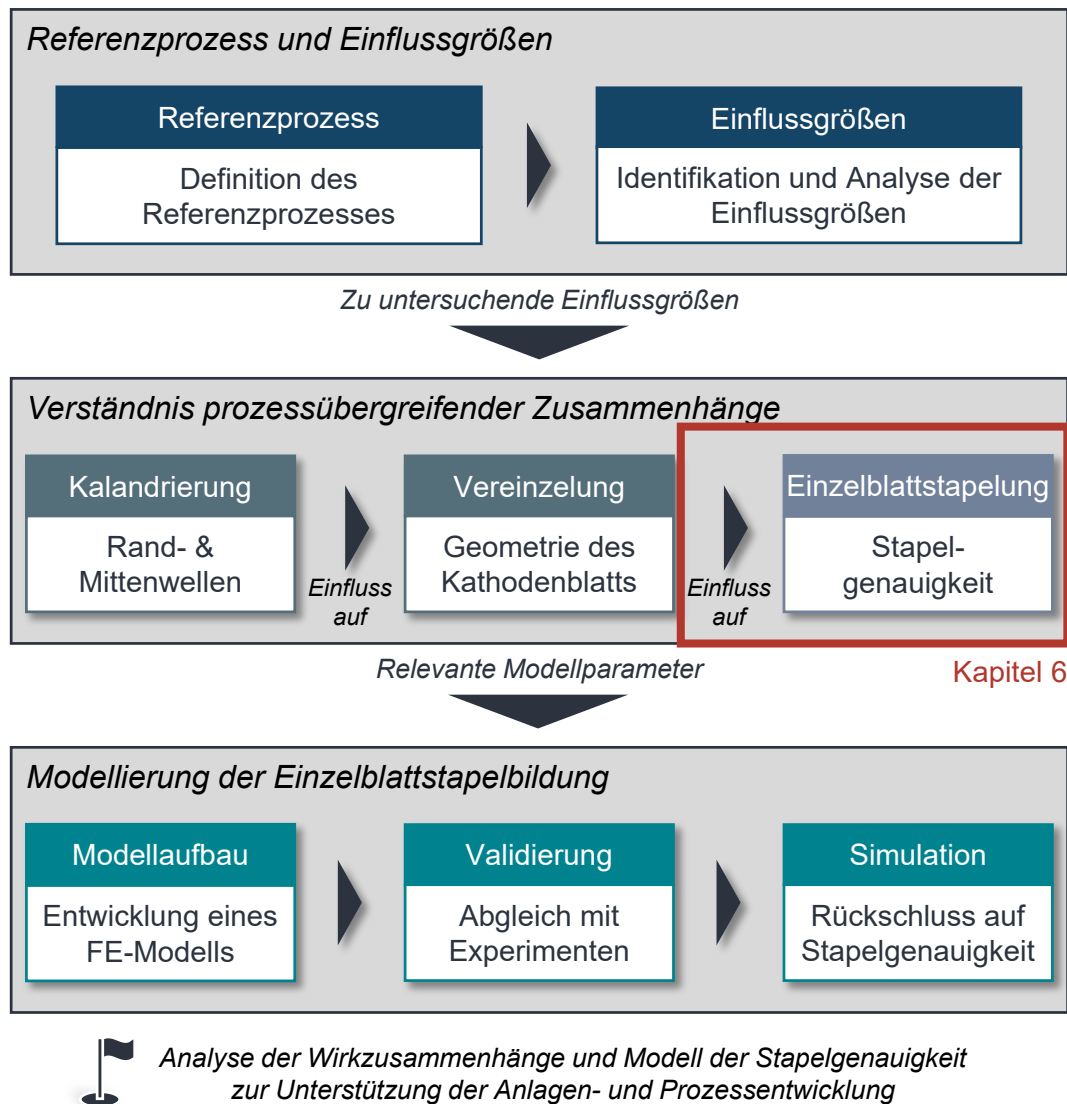 Referenzprozess und Einflussgrößen
Referenzprozess
Definition des
Referenzprozesses
Einflussgrößen
Identifikation und Analyse der
Einflussgrößen
Zu untersuchende Einflussgrößen
Verständnis prozessübergreifender Zusammenhänge
Kalandrierung
Rand- &
Mittenwellen
Einfluss
auf
Vereinzelung
Geometrie des
Kathodenblatts
Einfluss
auf
Einzelblattstapelung
Stapel-
genauigkeit
Relevante Modellparameter
Kapitel 6
Modellierung der Einzelblattstapelbildung
Modellaufbau
Entwicklung eines
FE-Modells
Validierung
Abgleich mit
Experimenten
Simulation
Rückschluss auf
Stapelgenauigkeit
Analyse der Wirkzusammenhänge und Modell der Stapelgenauigkeit
zur Unterstützung der Anlagen- und Prozessentwicklung